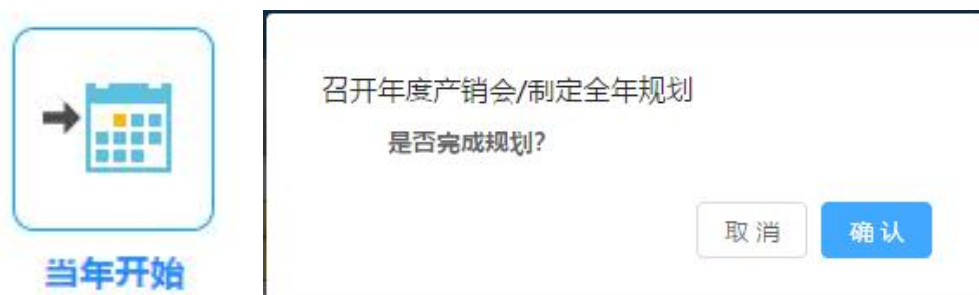 当年开始
召开年度产销会/制定全年规划
是否完成规划?
取消
确认